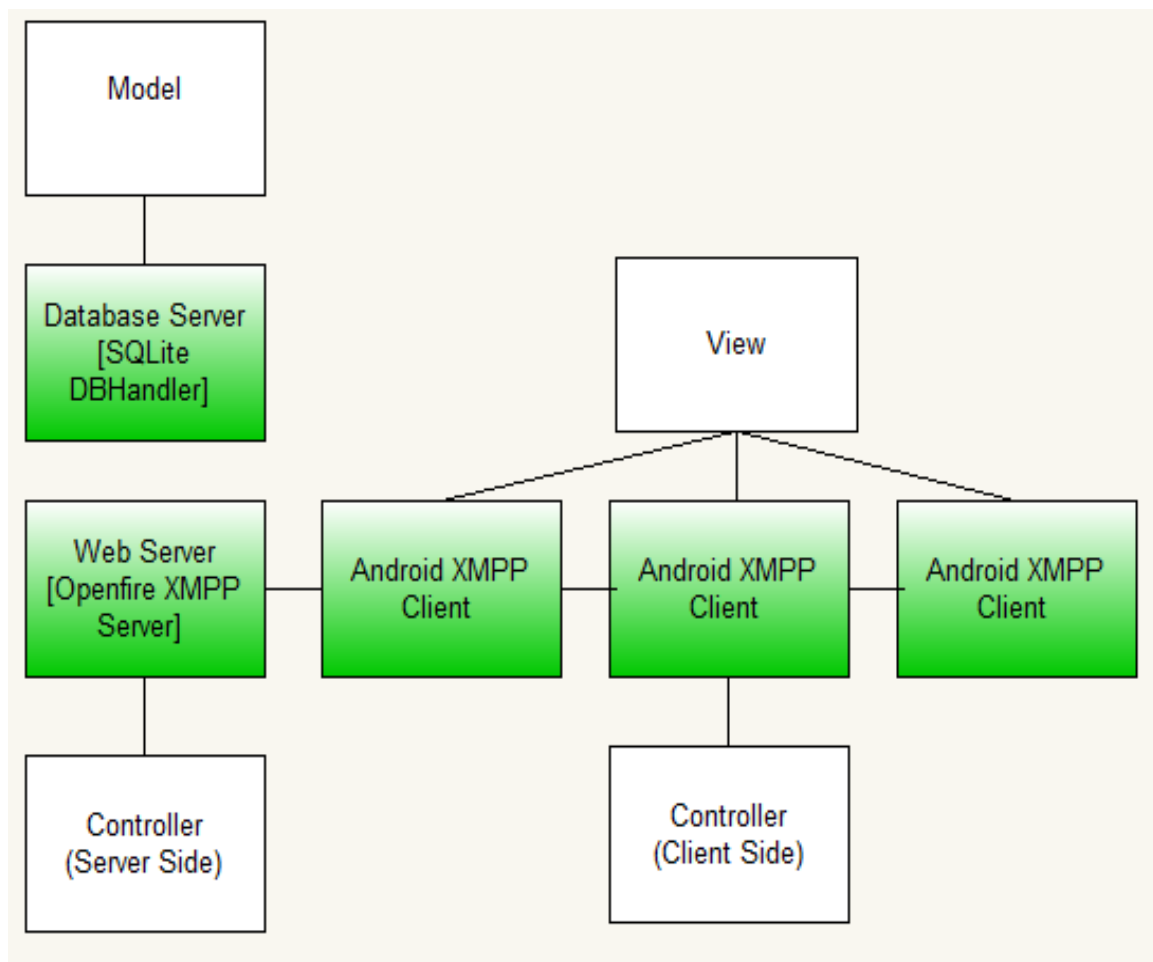 Model
Database Server
[SQLite
DBHandler]
View
Web Server
[Openfire XMPP
Server]
Android XMPP
Client
Android XMPP
Client
Android XMPP
Client
Controller
(Server Side)
Controller
(Client Side)